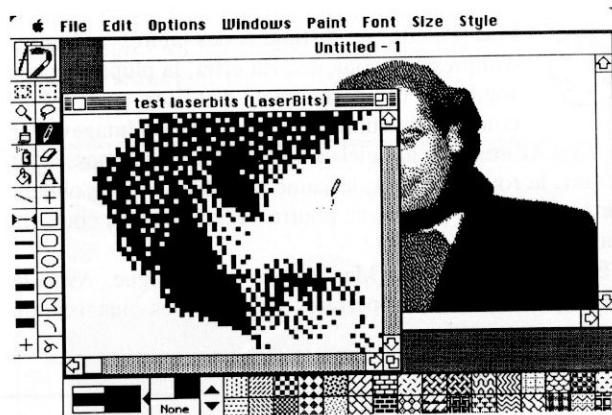 File Edit Options Windows Paint Font Size Style
Untitled - 1
test laserbits (LaserBits)
A
None